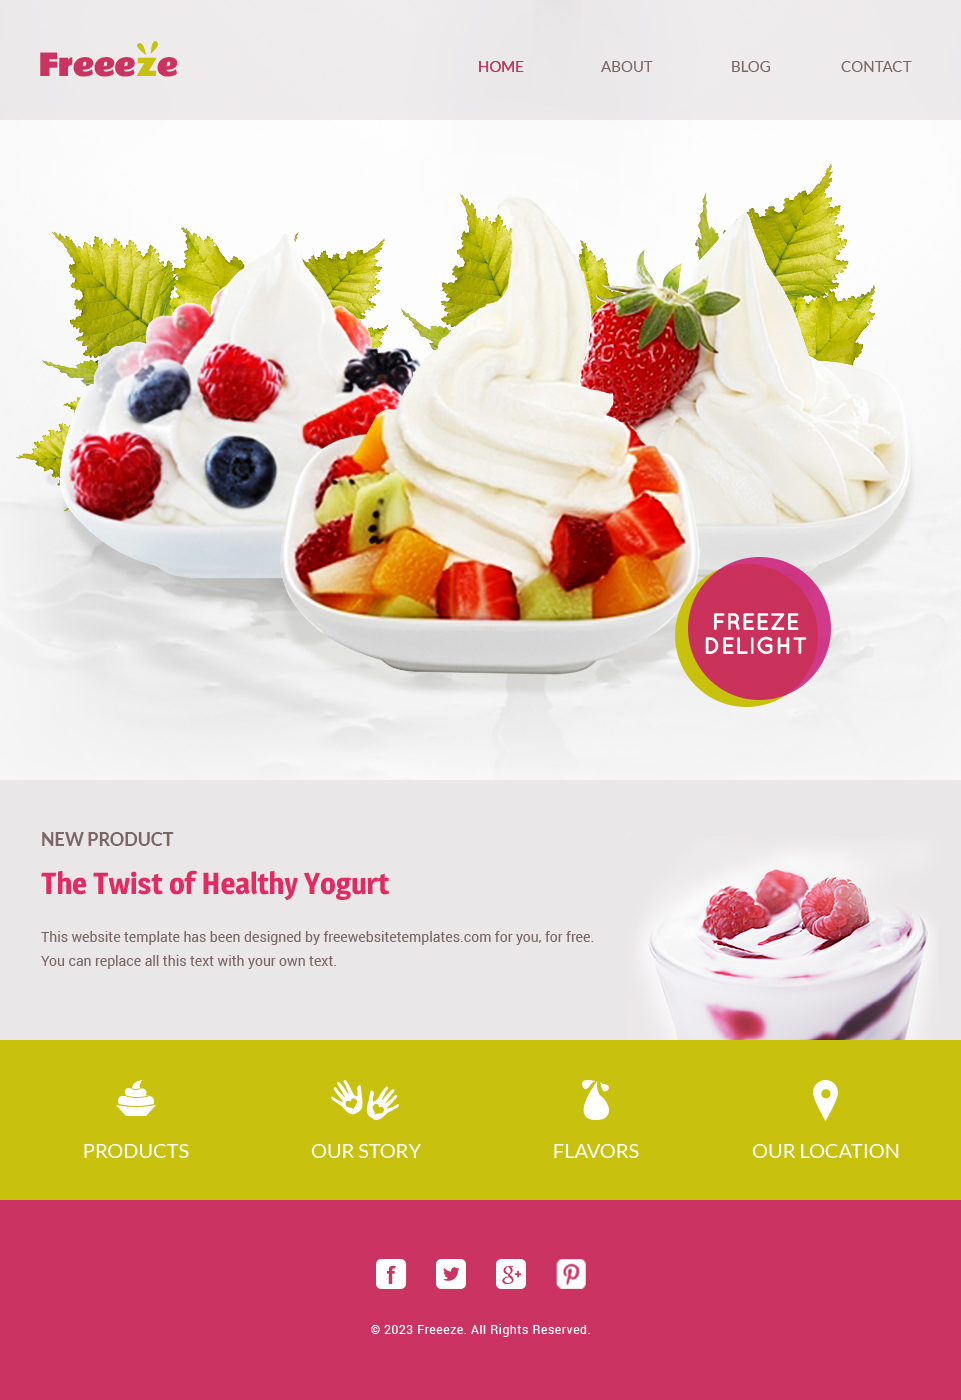 Freeeze
HOME
ABOUT
BLOG
CONTACT
FREEZE
DELIGHT
NEW PRODUCT
The Twist of Healthy Yogurt
This website template has been designed by freewebsitetemplates.com for you, for free.
You can replace all this text with your own text.
PRODUCTS
OUR STORY
FLAVORS
OUR LOCATION
© 2023 Freeeze. All Rights Reserved.